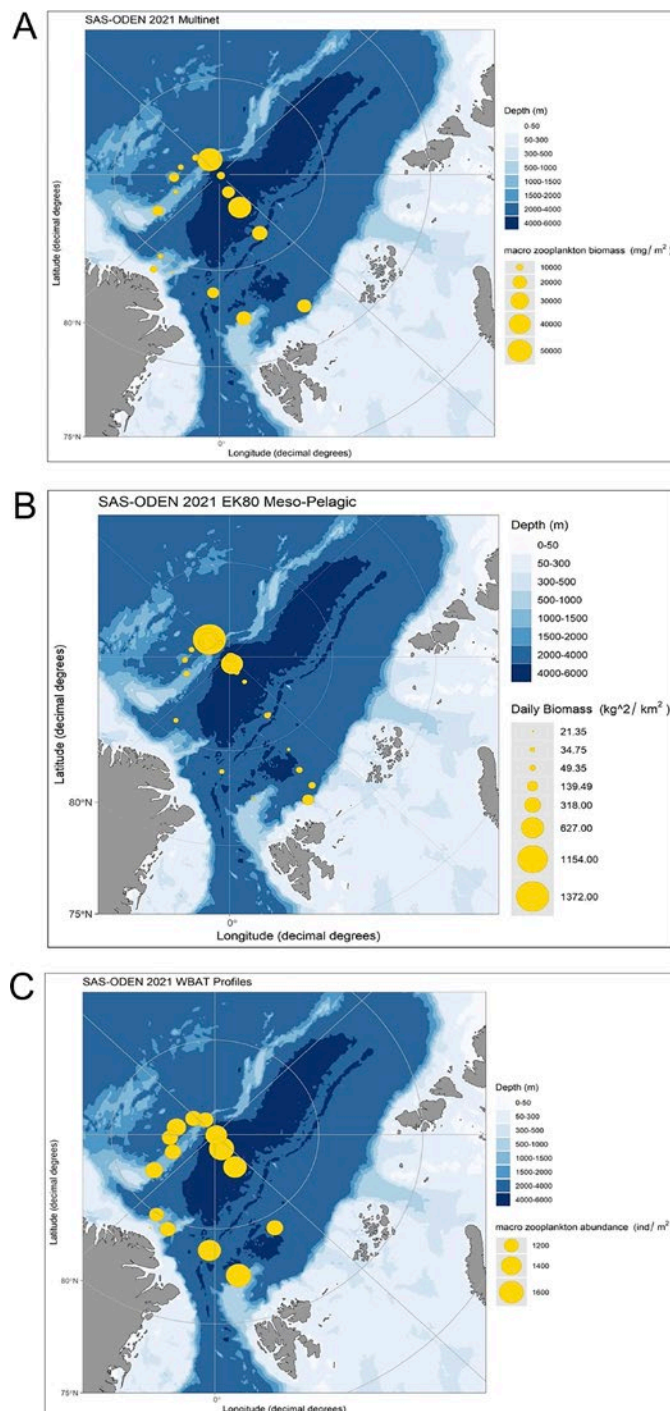 A
SAS-ODEN 2021 Multinet
Latitude (decimal degrees)
80°N
75°N
0°
Longitude (decimal degrees)
Depth (m)
0-50
50-300
300-500
500-1000
1000-1500
1500-2000
2000-4000
4000-6000
macro zooplankton biomass (mg/ m²)
10000
20000
30000
40000
50000
B
SAS-ODEN 2021 EK80 Meso-Pelagic
Latitude (decimal degrees)
80°N
75°N
0°
Longitude (decimal degrees)
Depth (m)
0-50
50-300
300-500
500-1000
1000-1500
1500-2000
2000-4000
4000-6000
Daily Biomass (kg^2/ km²)
21.35
34.75
49.35
139.49
318.00
627.00
1154.00
1372.00
C
SAS-ODEN 2021 WBAT Profiles
Latitude (decimal degrees)
80°N
75°N
0°
Longitude (decimal degrees)
Depth (m)
0-50
50-300
300-500
500-1000
1000-1500
1500-2000
2000-4000
4000-6000
macro zooplankton abundance (ind/ m²
1200
1400
1600